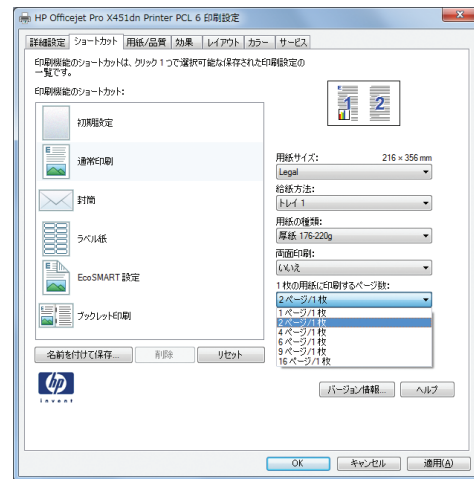 HP Officejet Pro X451dn Printer PCL 6 印刷設定
詳細設定 ショートカット 用紙/品質 効果 レイアウト カラー サービス
印刷機能のショートカットは、クリック1つで選択可能な保存された印刷設定の
一覧です。
印刷機能のショートカット:
初期設定
通常印刷
封筒
ラベル紙
EcoSMART 設定
ブックレット印刷
名前を付けて保存... 削除 リセット
1 2
用紙サイズ: 216 × 356 mm
Legal
給紙方法:
トレイ 1
用紙の種類:
厚紙 176-220g
両面印刷:
いいえ
1 枚の用紙に印刷するページ数:
2 ページ/1 枚
1 ページ/1 枚
2 ページ/1 枚
4 ページ/1 枚
6 ページ/1 枚
9 ページ/1 枚
16 ページ/1 枚
hp
invent
バージョン情報... ヘルプ
OK キャンセル 適用(A)